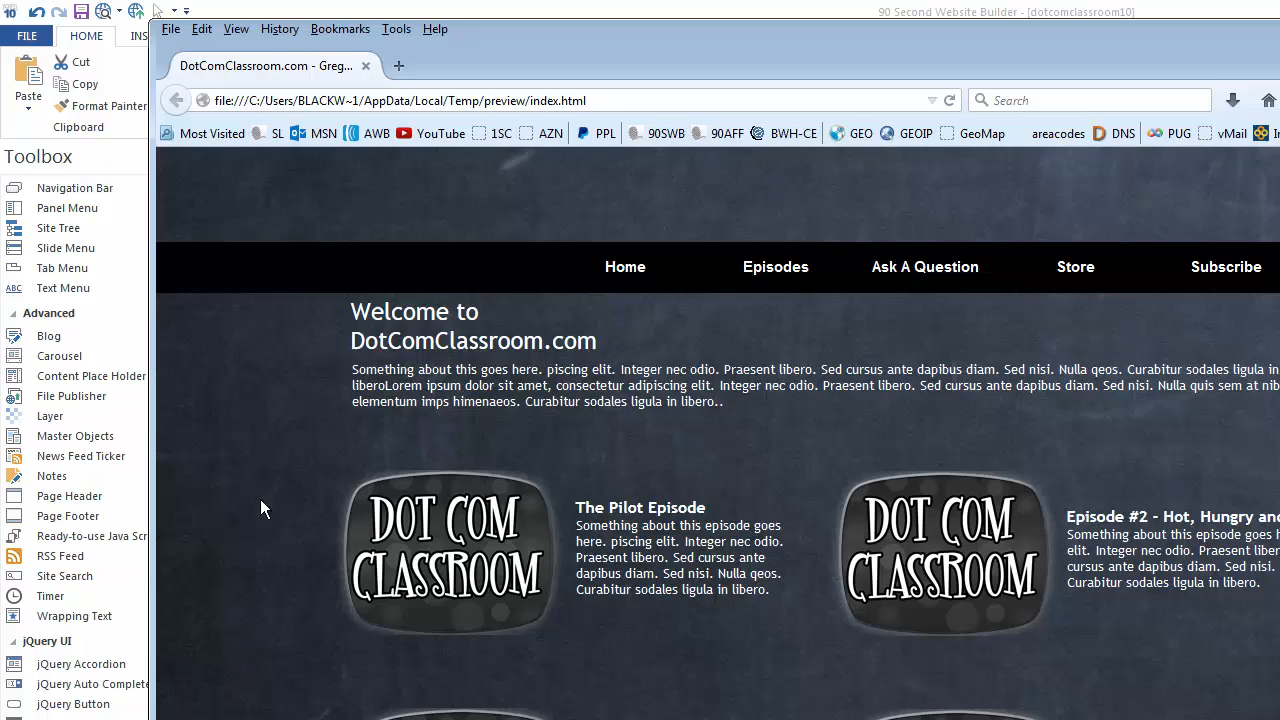 90 Second Website Builder - [dotcomclassroom10]
FILE
HOME
INS
Cut
Copy
Paste
Format Painter
Clipboard
Toolbox
Navigation Bar
Panel Menu
Site Tree
Slide Menu
Tab Menu
ABC
Text Menu
Advanced
Blog
Carousel
Content Place Holder
File Publisher
Layer
Master Objects
News Feed Ticker
Notes
Page Header
Page Footer
Ready-to-use Java Scr
RSS Feed
Site Search
Timer
Wrapping Text
jQuery UI
jQuery Accordion
jQuery Auto Complete
jQuery Button
File Edit View History Bookmarks Tools Help
DotComClassroom.com - Greg...
file:///C:/Users/BLACKW~1/AppData/Local/Temp/preview/index.html
Search
Most Visited SL MSN AWB YouTube 1SC AZN PPL 90SWB 90AFF BWH-CE GEO GEOIP GeoMap areacodes DNS PUG vMail
Home Episodes Ask A Question Store Subscribe
Welcome to
DotComClassroom.com
Something about this goes here. piscing elit. Integer nec odio. Praesent libero. Sed cursus ante dapibus diam. Sed nisi. Nulla qeos. Curabitur sodales ligula in
liberoLorem ipsum dolor sit amet, consectetur adipiscing elit. Integer nec odio. Praesent libero. Sed cursus ante dapibus diam. Sed nisi. Nulla quis sem at nib
elementum imps himenaeos. Curabitur sodales ligula in libero..
DOT COM
CLASSROOM
The Pilot Episode
Something about this episode goes
here. piscing elit. Integer nec odio.
Praesent libero. Sed cursus ante
dapibus diam. Sed nisi. Nulla qeos.
Curabitur sodales ligula in libero.
DOT COM
CLASSROOM
Episode #2 - Hot, Hungry and
Something about this episode goes here.
elit. Integer nec odio. Praesent libero.
cursus ante dapibus diam. Sed nisi.
Curabitur sodales ligula in libero.